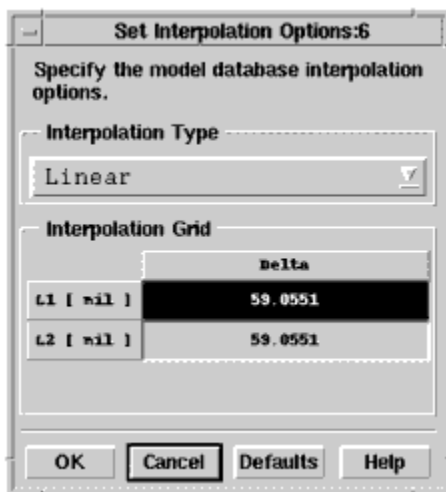 Set Interpolation Options:6
Specify the model database interpolation
options.
Interpolation Type
Linear
Interpolation Grid
Delta
L1 [ mil ] 59.0551
L2 [ mil ] 59.0551
OK Cancel Defaults Help